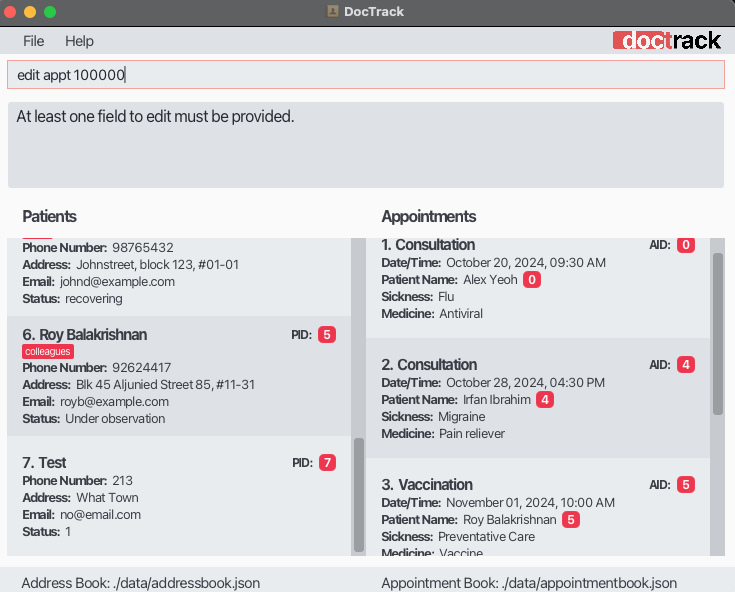 DocTrack
File Help
doctrack
edit appt 100000
At least one field to edit must be provided.
Patients
Phone Number: 98765432
Address: Johnstreet, block 123, #01-01
Email: johnd@example.com
Status: recovering
6. Roy Balakrishnan PID: 5
colleagues
Phone Number: 92624417
Address: Blk 45 Aljunied Street 85, #11-31
Email: royb@example.com
Status: Under observation
7. Test PID: 7
Phone Number: 213
Address: What Town
Email: no@email.com
Status: 1
Appointments
1. Consultation AID: 0
Date/Time: October 20, 2024, 09:30 AM
Patient Name: Alex Yeoh 0
Sickness: Flu
Medicine: Antiviral
2. Consultation AID: 4
Date/Time: October 28, 2024, 04:30 PM
Patient Name: Irfan Ibrahim 4
Sickness: Migraine
Medicine: Pain reliever
3. Vaccination AID: 5
Date/Time: November 01, 2024, 10:00 AM
Patient Name: Roy Balakrishnan 5
Sickness: Preventative Care
Medicine: Vaccine
Address Book: ./data/addressbook.json
Appointment Book: ./data/appointmentbook.json